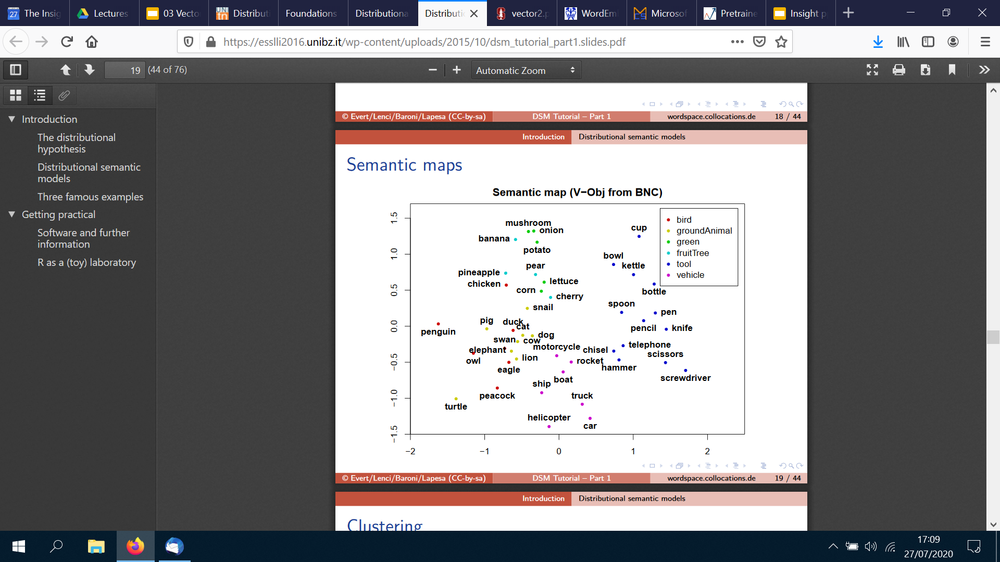 27 The Insig
Lectures
03 Vecto
Distribut
Foundations
Distributiona
Distributi
vector2.p
WordEmb
Microsof
Pretraine
Insight p
https://esslli2016.unibz.it/wp-content/uploads/2015/10/dsm_tutorial_part1.slides.pdf
19 (44 of 76)
Automatic Zoom
Introduction
The distributional
hypothesis
Distributional semantic
models
Three famous examples
Getting practical
Software and further
information
R as a (toy) laboratory
© Evert/Lenci/Baroni/Lapesa (CC-by-sa) DSM Tutorial – Part 1 wordspace.collocations.de 18 / 44
Introduction Distributional semantic models
Semantic maps
Semantic map (V−Obj from BNC)
1.5
1.0
0.5
0.0
−0.5
−1.0
−1.5
bird
groundAnimal
green
fruitTree
tool
vehicle
mushroom
onion
cup
banana
potato
bowl
pear
kettle
pineapple
chicken
lettuce
corn
bottle
cherry
spoon
snail
pen
pig
duck
cat
pencil
knife
penguin
dog
swan
cow
motorcycle
chisel
telephone
elephant
scissors
owl
lion
rocket
hammer
eagle
boat
screwdriver
ship
peacock
truck
turtle
helicopter
car
−2 −1 0 1 2
© Evert/Lenci/Baroni/Lapesa (CC-by-sa) DSM Tutorial – Part 1 wordspace.collocations.de 19 / 44
Introduction Distributional semantic models
Clustering
17:09
27/07/2020